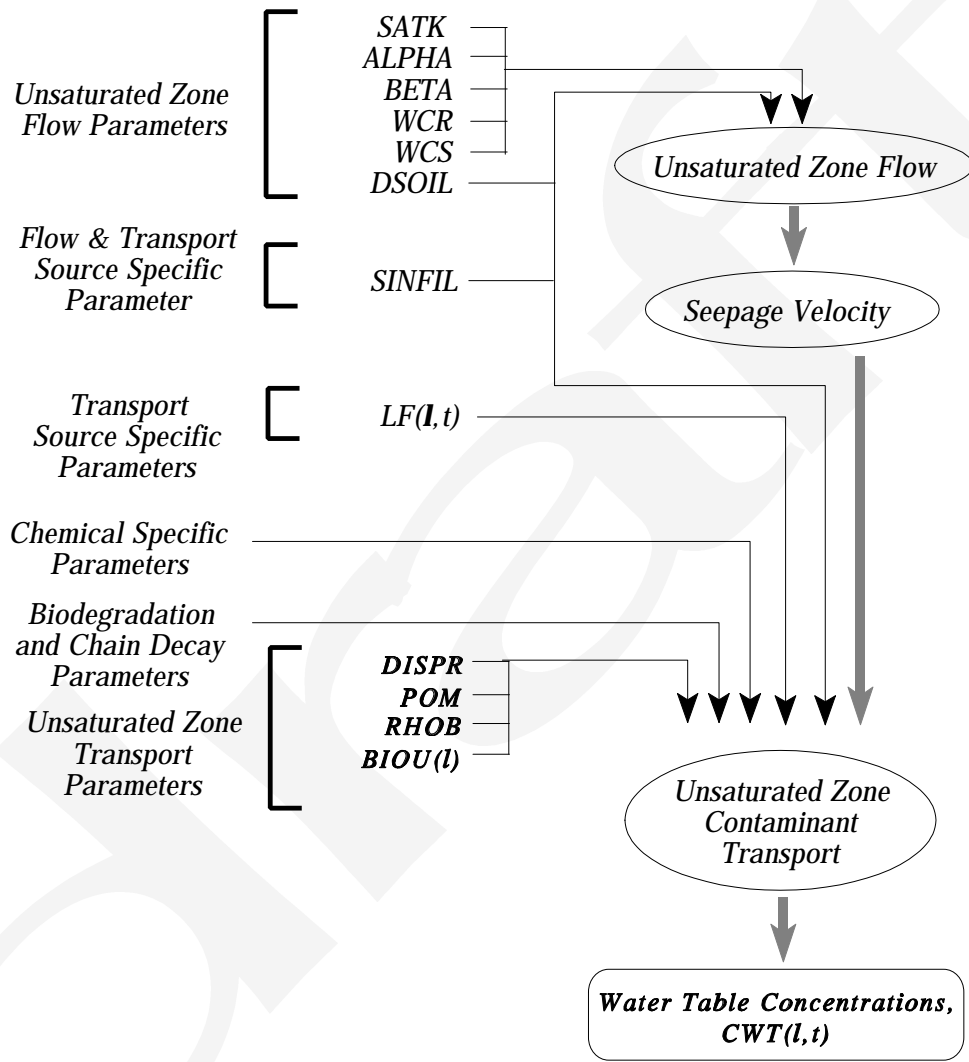 Unsaturated Zone
Flow Parameters
SATK
ALPHA
BETA
WCR
WCS
DSOIL
Unsaturated Zone Flow
Flow & Transport
Source Specific
Parameter
SINFIL
Seepage Velocity
Transport
Source Specific
Parameters
LF(l,t)
Chemical Specific
Parameters
Biodegradation
and Chain Decay
Parameters
Unsaturated Zone
Transport
Parameters
DISPR
POM
RHOB
BIOU(l)
Unsaturated Zone
Contaminant
Transport
Water Table Concentrations,
CWT(l,t)
draft